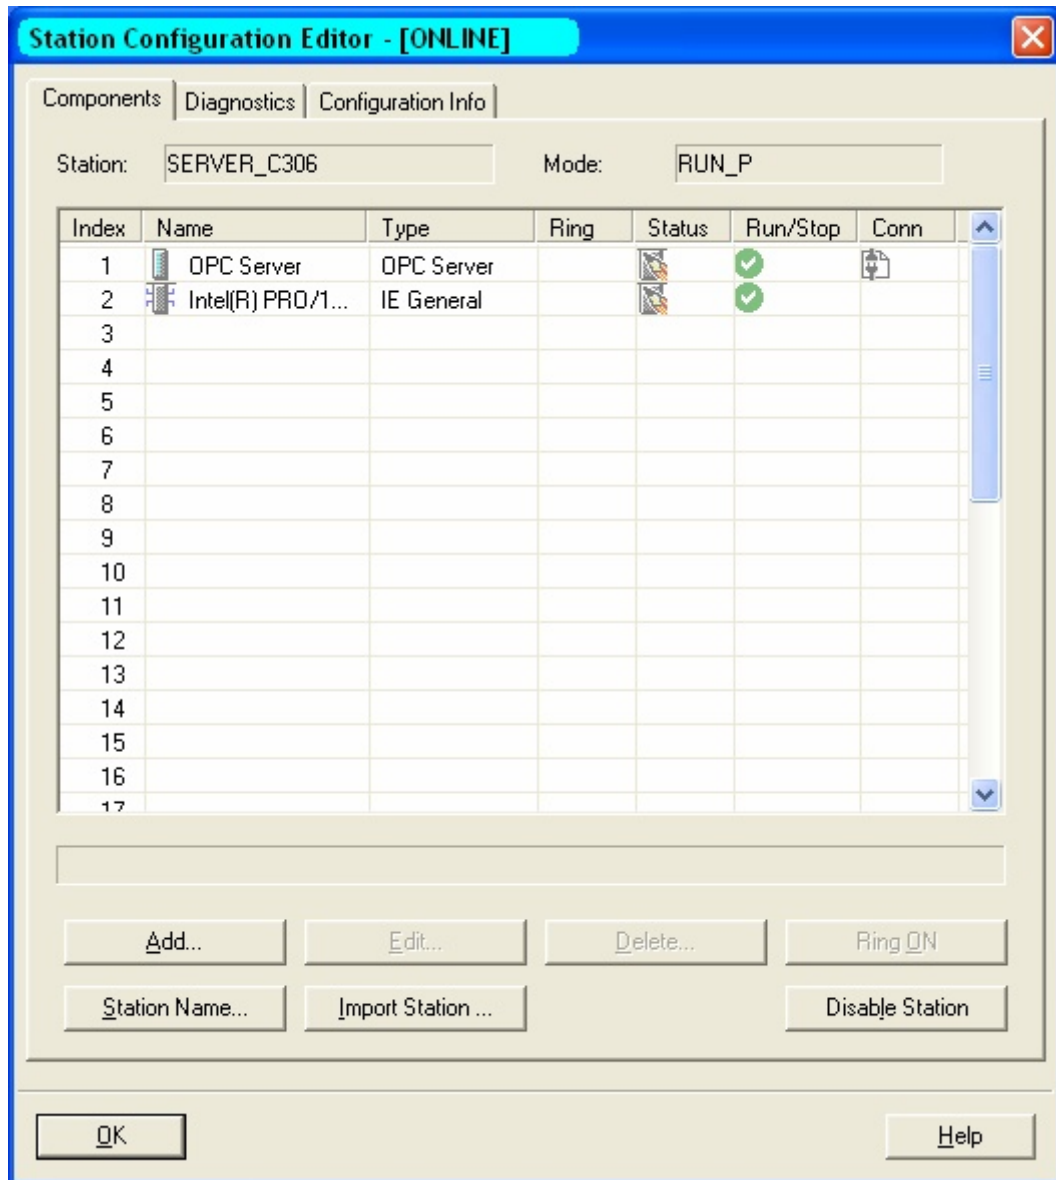 Station Configuration Editor - [ONLINE]
Components Diagnostics Configuration Info
Station: SERVER_C306 Mode: RUN_P
Index Name Type Ring Status Run/Stop Conn
1 OPC Server OPC Server
2 Intel(R) PRO/1... IE General
3
4
5
6
7
8
9
10
11
12
13
14
15
16
17
Add... Edit... Delete... Ring ON
Station Name... Import Station ... Disable Station
OK Help